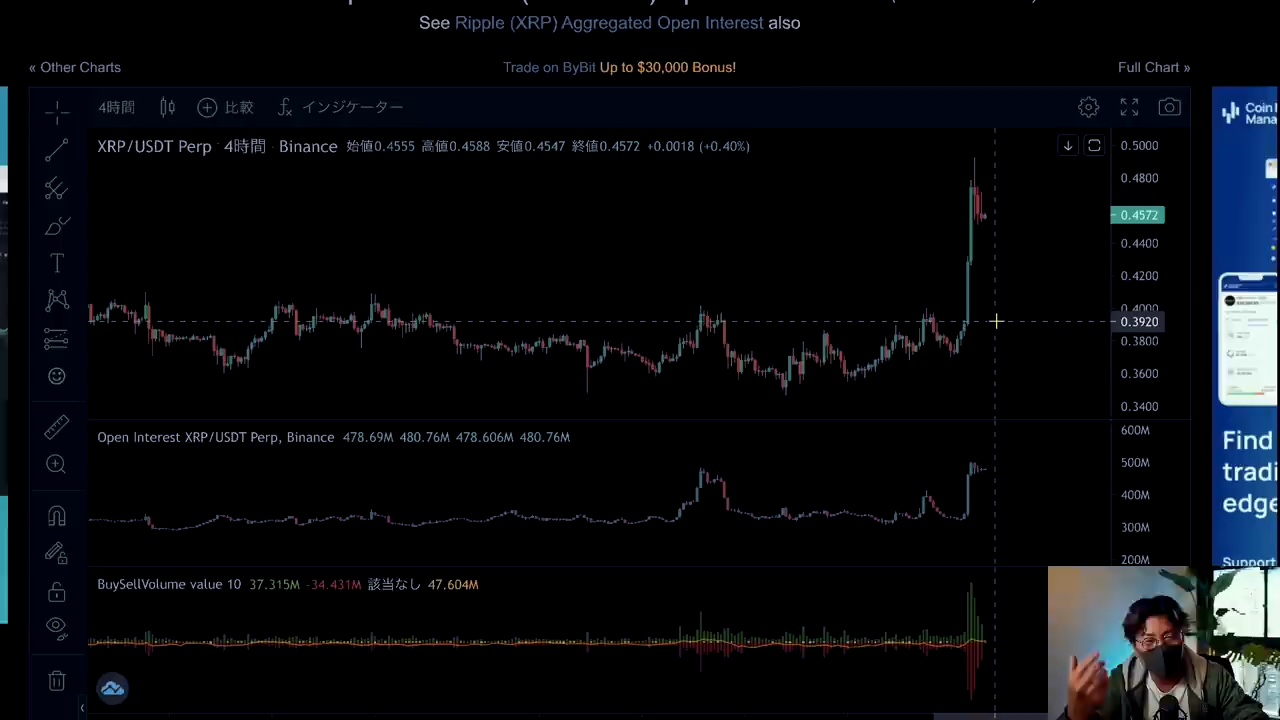 See Ripple (XRP) Aggregated Open Interest also
« Other Charts
Trade on ByBit Up to $30,000 Bonus!
Full Chart »
4時間
比較
インジケーター
XRP/USDT Perp · 4時間 · Binance 始値0.4555 高値0.4588 安値0.4547 終値0.4572 +0.0018 (+0.40%)
0.5000
0.4800
0.4572
0.4400
0.4200
0.3920
0.3800
0.3600
0.3400
Open Interest XRP/USDT Perp, Binance 478.69M 480.76M 478.606M 480.76M
600M
500M
400M
300M
200M
BuySellVolume value 10 37.315M -34.431M 該当なし 47.604M
Coin
Mana
Find
tradi
edge
Support